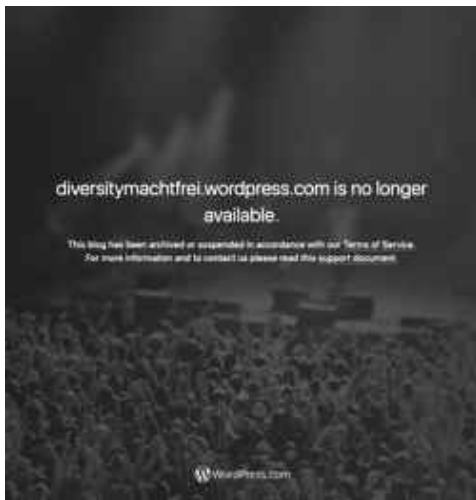 diversitymachtfrei.wordpress.com is no longer
available.
This blog has been archived or suspended in accordance with our Terms of Service.
For more information and to contact us please read this support document.
WordPress.com